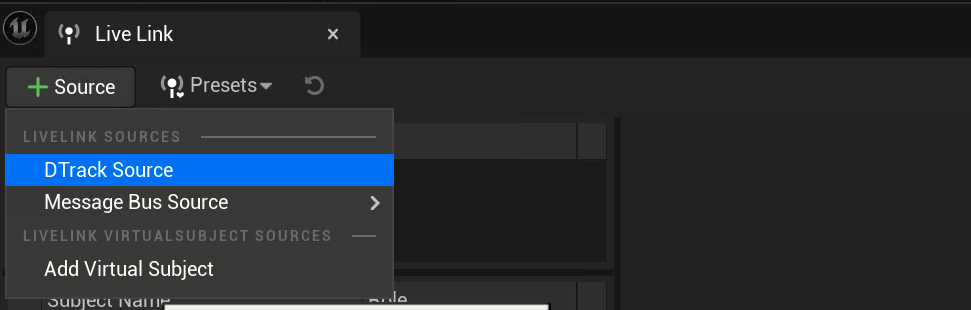 Live Link
Source
Presets
LIVELINK SOURCES
DTrack Source
Message Bus Source
LIVELINK VIRTUALSUBJECT SOURCES
Add Virtual Subject
Subject Name
Role